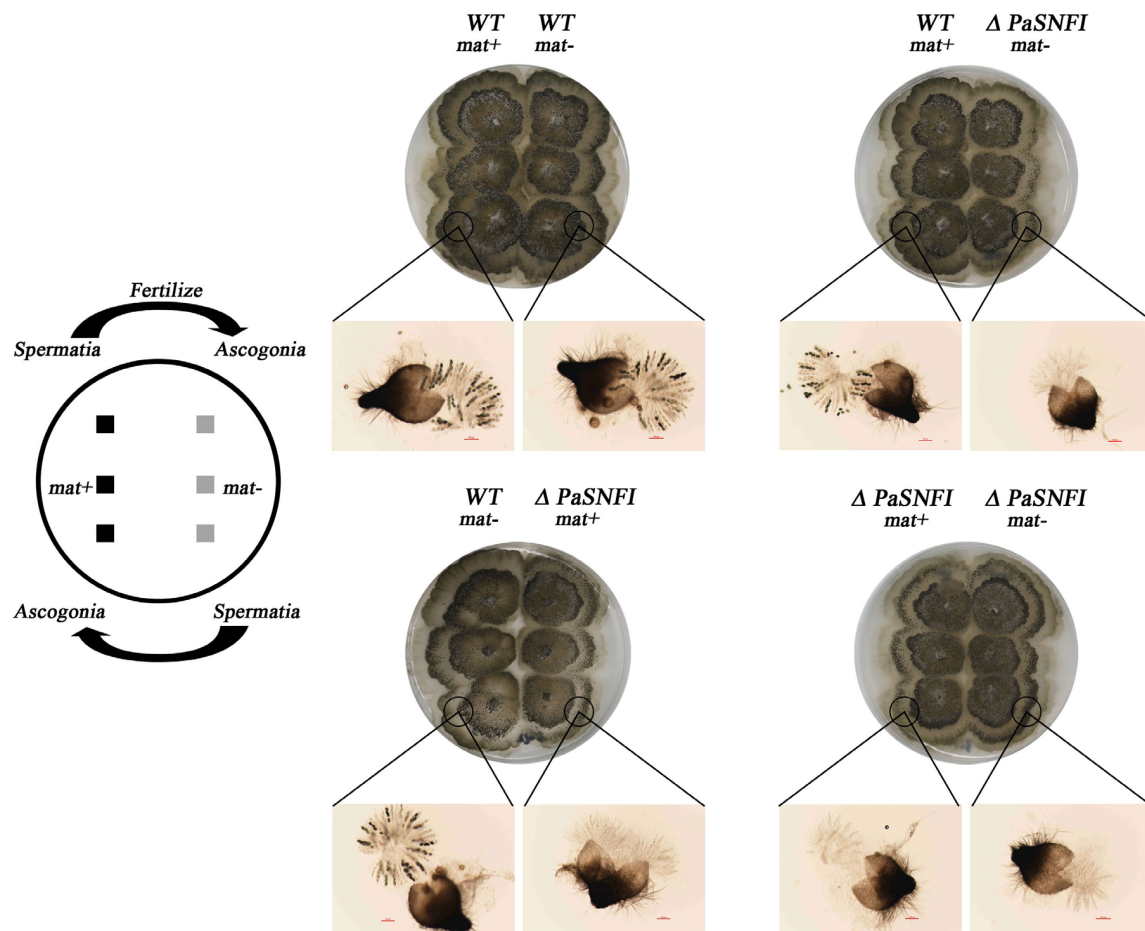 WT WT
mat+ mat-
WT Δ PaSNFI
mat+ mat-
Fertilize
Spermatia Ascogonia
mat+ mat-
Ascogonia Spermatia
WT Δ PaSNFI
mat- mat+
Δ PaSNFI Δ PaSNFI
mat+ mat-